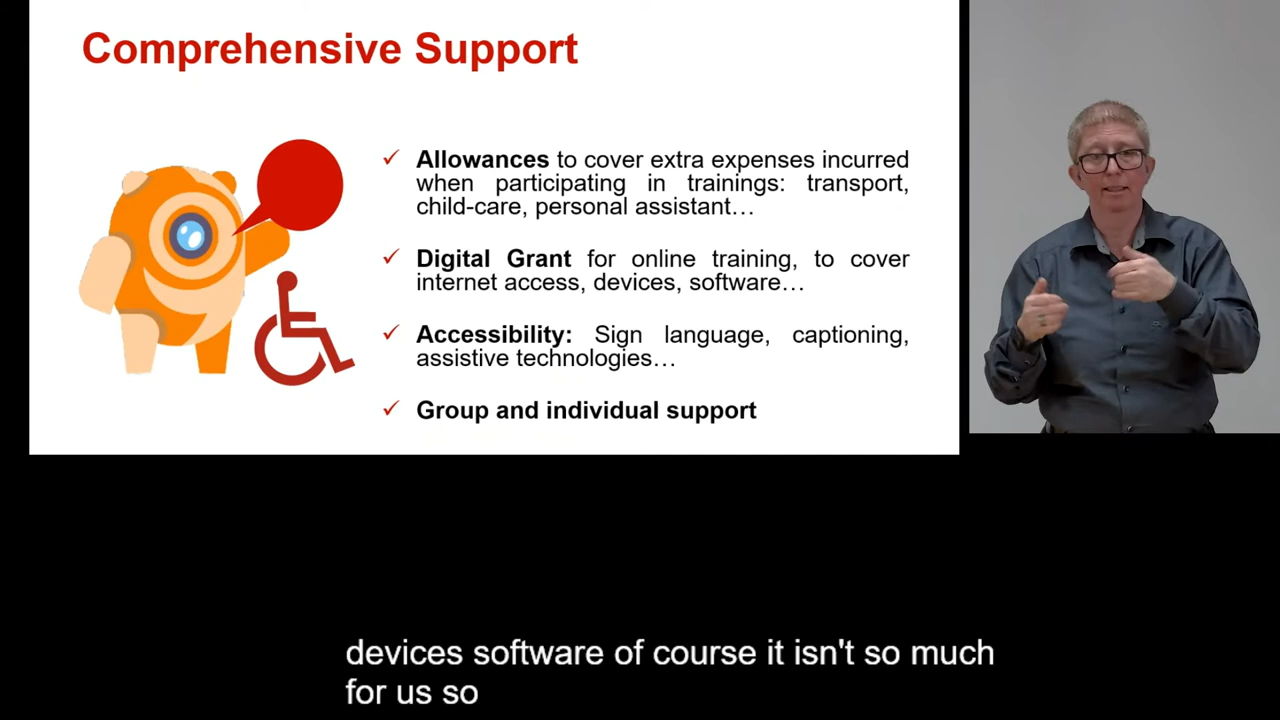 Comprehensive Support
✓ Allowances to cover extra expenses incurred
when participating in trainings: transport,
child-care, personal assistant…
✓ Digital Grant for online training, to cover
internet access, devices, software…
✓ Accessibility: Sign language, captioning,
assistive technologies…
✓ Group and individual support
devices software of course it isn't so much
for us so